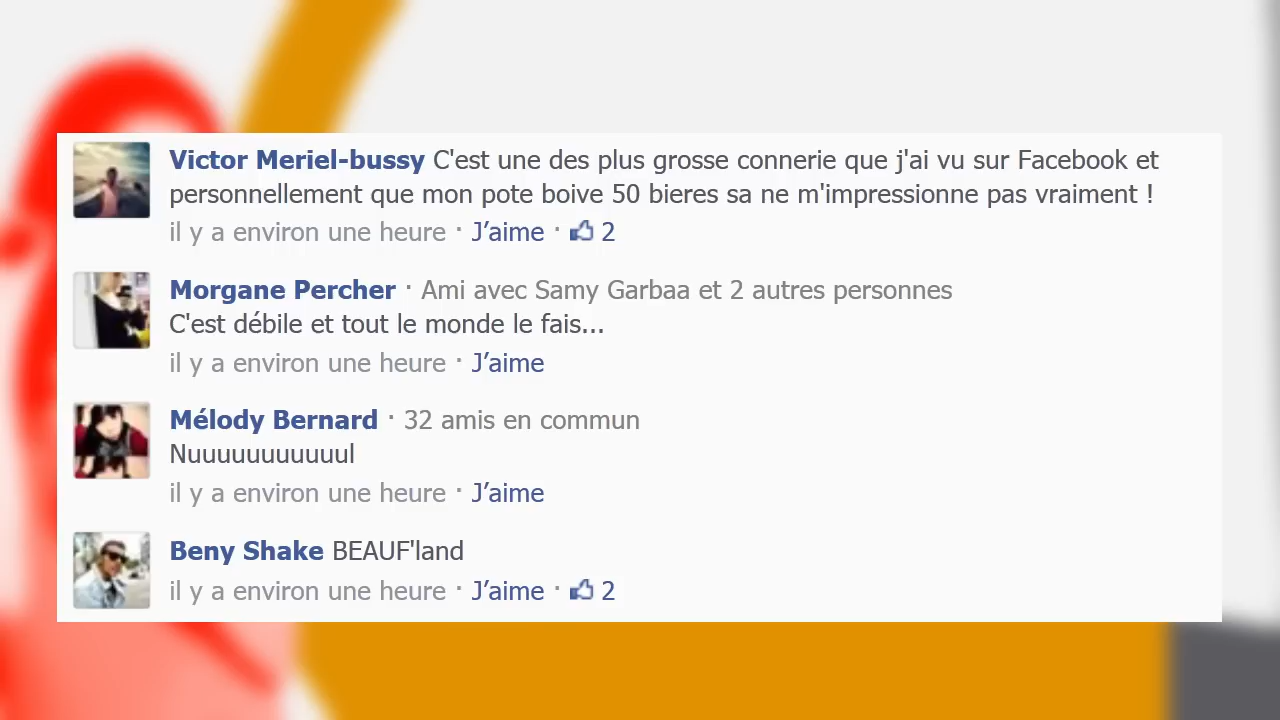 Victor Meriel-bussy C'est une des plus grosse connerie que j'ai vu sur Facebook et
personnellement que mon pote boive 50 bieres sa ne m'impressionne pas vraiment !
il y a environ une heure · J’aime · 2
Morgane Percher · Ami avec Samy Garbaa et 2 autres personnes
C'est débile et tout le monde le fais...
il y a environ une heure · J’aime
Mélody Bernard · 32 amis en commun
Nuuuuuuuuuuul
il y a environ une heure · J’aime
Beny Shake BEAUF'land
il y a environ une heure · J’aime · 2